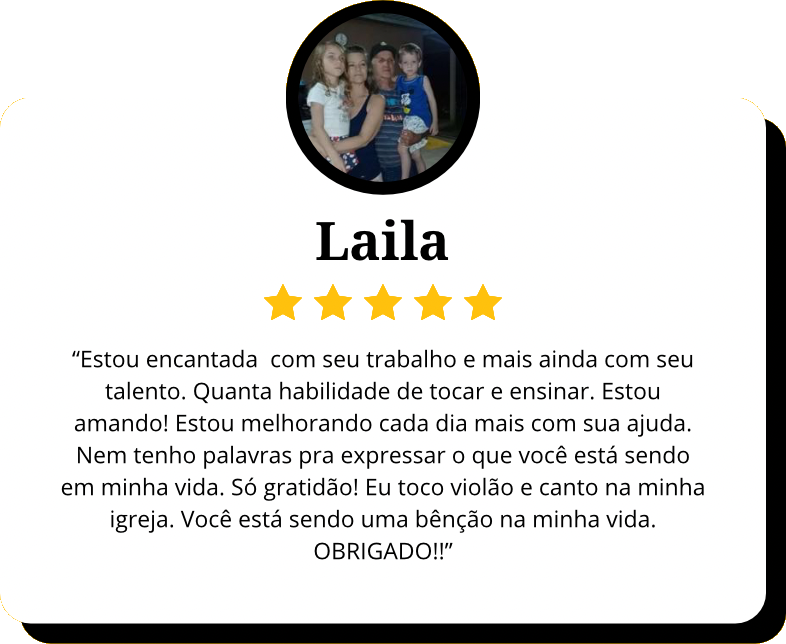 Laila
“Estou encantada  com seu trabalho e mais ainda com seu
talento. Quanta habilidade de tocar e ensinar. Estou
amando! Estou melhorando cada dia mais com sua ajuda.
Nem tenho palavras pra expressar o que você está sendo
em minha vida. Só gratidão! Eu toco violão e canto na minha
igreja. Você está sendo uma bênção na minha vida.
OBRIGADO!!”